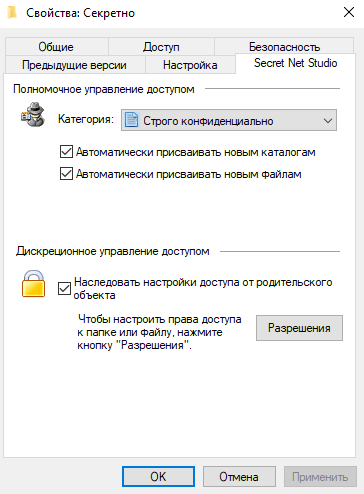 Свойства: Секретно
Общие
Доступ
Безопасность
Предыдущие версии
Настройка
Secret Net Studio
Полномочное управление доступом
Категория:
Строго конфиденциально
Автоматически присваивать новым каталогам
Автоматически присваивать новым файлам
Дискреционное управление доступом
Наследовать настройки доступа от родительского
объекта
Чтобы настроить права доступа
к папке или файлу, нажмите
кнопку "Разрешения".
Разрешения
OK
Отмена
Применить